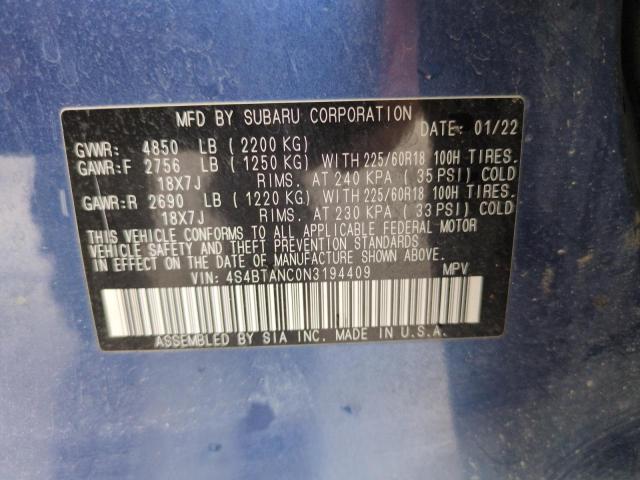 MFD BY SUBARU CORPORATION
DATE: 01/22
GVWR: 4850 LB (2200 KG)
GAWR:F 2756 LB (1250 KG) WITH 225/60R18 100H TIRES.
18X7J RIMS. AT 240 KPA (35 PSI) COLD
GAWR:R 2690 LB (1220 KG) WITH 225/60R18 100H TIRES.
18X7J RIMS. AT 230 KPA (33 PSI) COLD
THIS VEHICLE CONFORMS TO ALL APPLICABLE FEDERAL MOTOR
VEHICLE SAFETY AND THEFT PREVENTION STANDARDS
IN EFFECT ON THE DATE OF MANUFACTURE SHOWN ABOVE.
VIN: 4S4BTANC0N3194409 MPV
ASSEMBLED BY SIA INC. MADE IN U.S.A.